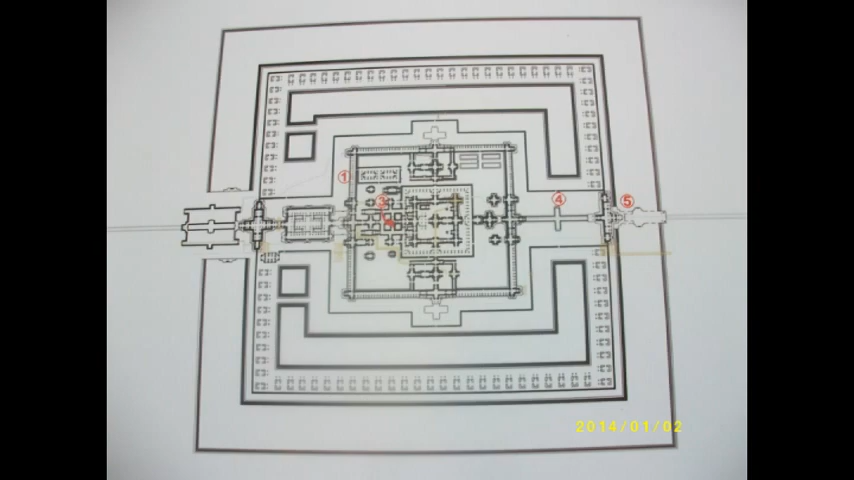 ① ③ ④ ⑤
2014/01/02